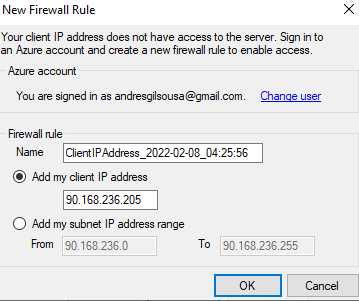 New Firewall Rule
Your client IP address does not have access to the server. Sign in to
an Azure account and create a new firewall rule to enable access.
Azure account
You are signed in as andresgilsousa@gmail.com. Change user
Firewall rule
Name ClientIPAddress_2022-02-08_04:25:56
Add my client IP address
90.168.236.205
Add my subnet IP address range
From 90.168.236.0 To 90.168.236.255
OK Cancel